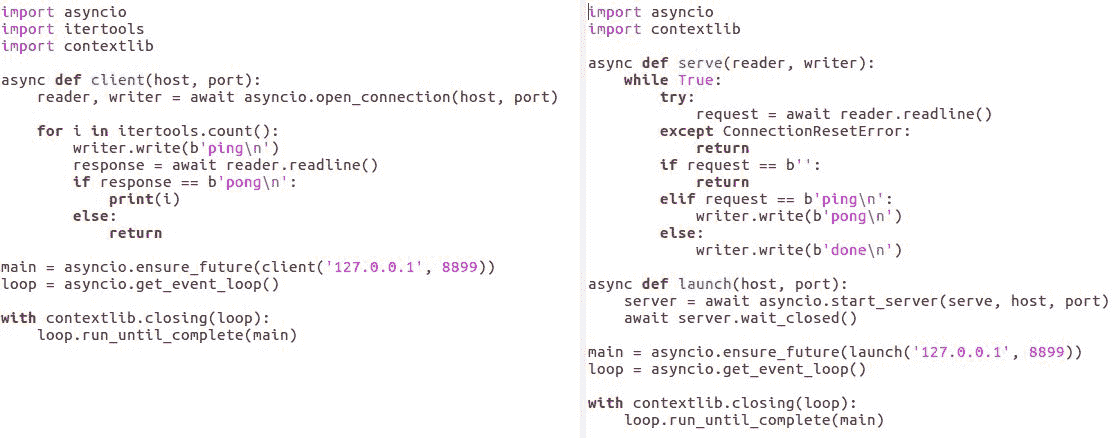 import asyncio
import itertools
import contextlib

async def client(host, port):
    reader, writer = await asyncio.open_connection(host, port)

    for i in itertools.count():
        writer.write(b'ping\n')
        response = await reader.readline()
        if response == b'pong\n':
            print(i)
        else:
            return

main = asyncio.ensure_future(client('127.0.0.1', 8899))
loop = asyncio.get_event_loop()

with contextlib.closing(loop):
    loop.run_until_complete(main)

import asyncio
import contextlib

async def serve(reader, writer):
    while True:
        try:
            request = await reader.readline()
        except ConnectionResetError:
            return
        if request == b'':
            return
        elif request == b'ping\n':
            writer.write(b'pong\n')
        else:
            writer.write(b'done\n')

async def launch(host, port):
    server = await asyncio.start_server(serve, host, port)
    await server.wait_closed()

main = asyncio.ensure_future(launch('127.0.0.1', 8899))
loop = asyncio.get_event_loop()

with contextlib.closing(loop):
    loop.run_until_complete(main)